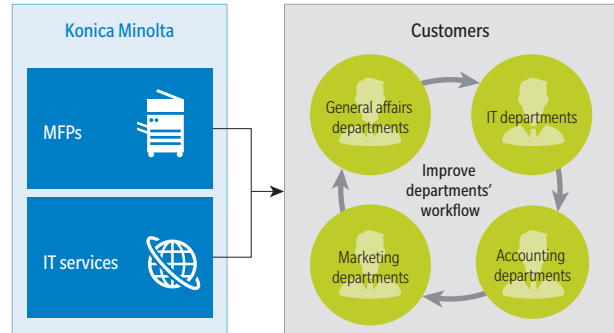 Konica Minolta
MFPs
IT services
Customers
General affairs
departments
IT departments
Improve
departments’
workflow
Marketing
departments
Accounting
departments